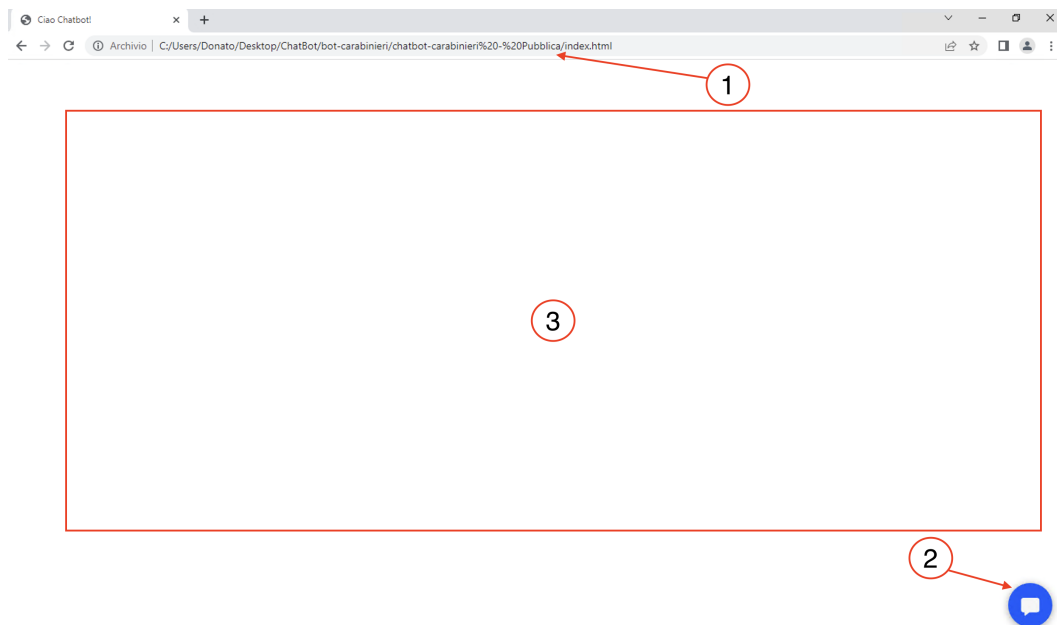 Ciao Chatbot!
Archivio | C:/Users/Donato/Desktop/ChatBot/bot-carabinieri/chatbot-carabinieri%20-%20Pubblica/index.html
1
3
2